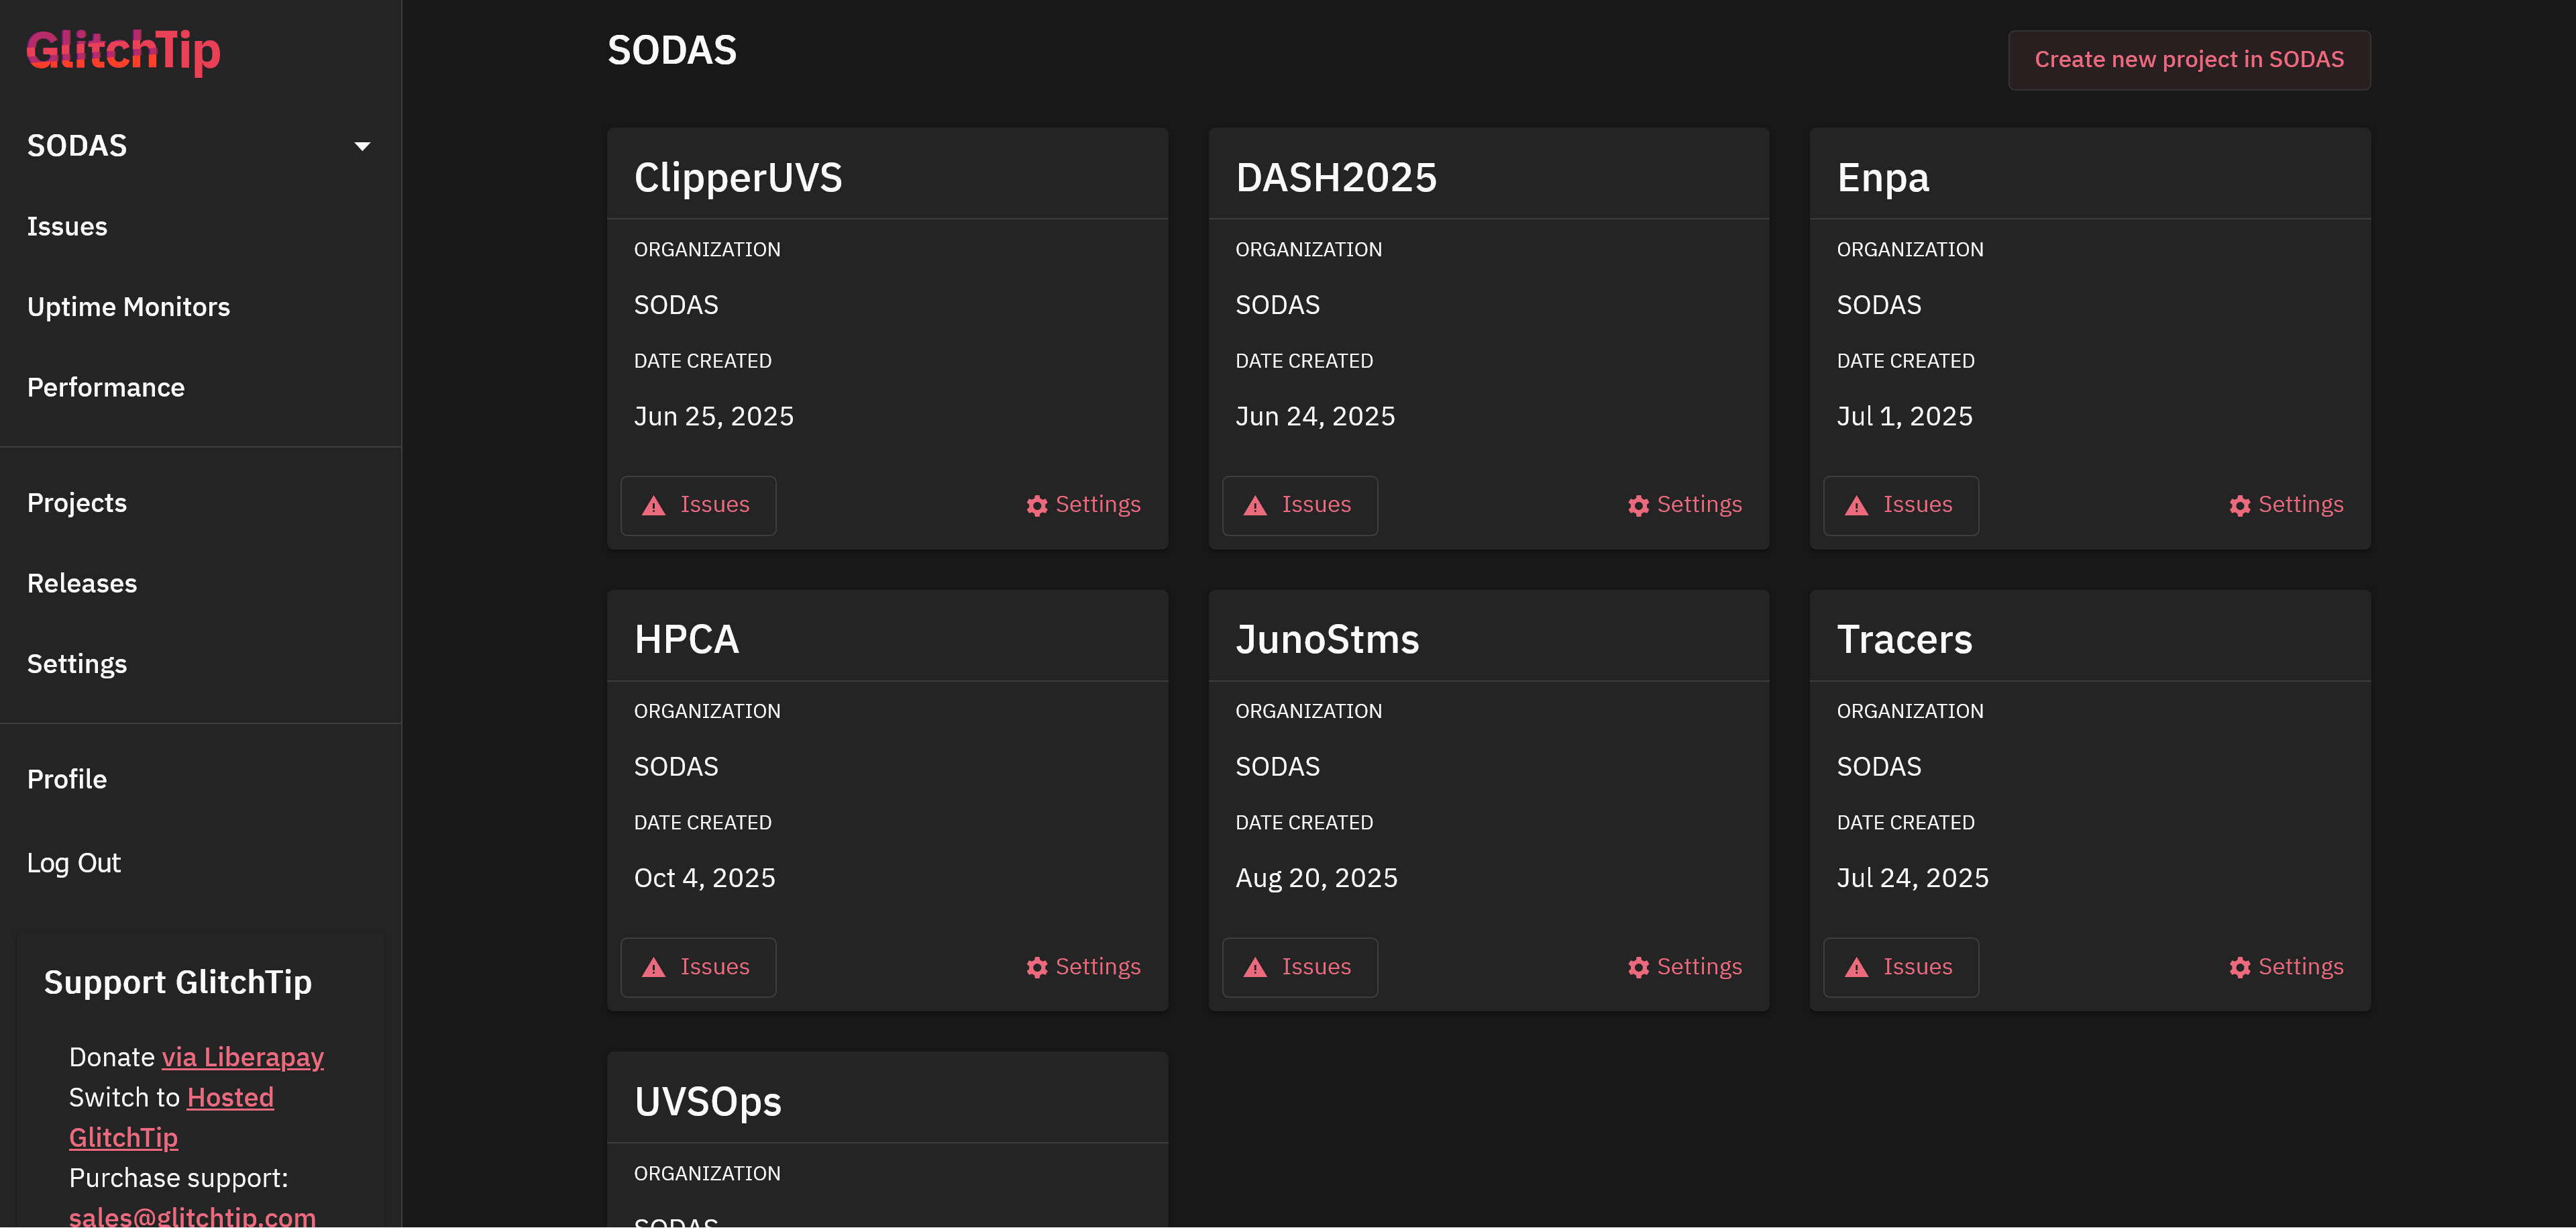 GlitchTip
SODAS
Issues
Uptime Monitors
Performance
Projects
Releases
Settings
Profile
Log Out
Support GlitchTip
Donate via Liberapay
Switch to Hosted
GlitchTip
Purchase support:
sales@glitchtip.com
SODAS
Create new project in SODAS
ClipperUVS
ORGANIZATION
SODAS
DATE CREATED
Jun 25, 2025
Issues
Settings
DASH2025
ORGANIZATION
SODAS
DATE CREATED
Jun 24, 2025
Issues
Settings
Enpa
ORGANIZATION
SODAS
DATE CREATED
Jul 1, 2025
Issues
Settings
HPCA
ORGANIZATION
SODAS
DATE CREATED
Oct 4, 2025
Issues
Settings
JunoStms
ORGANIZATION
SODAS
DATE CREATED
Aug 20, 2025
Issues
Settings
Tracers
ORGANIZATION
SODAS
DATE CREATED
Jul 24, 2025
Issues
Settings
UVSOps
ORGANIZATION
SODAS